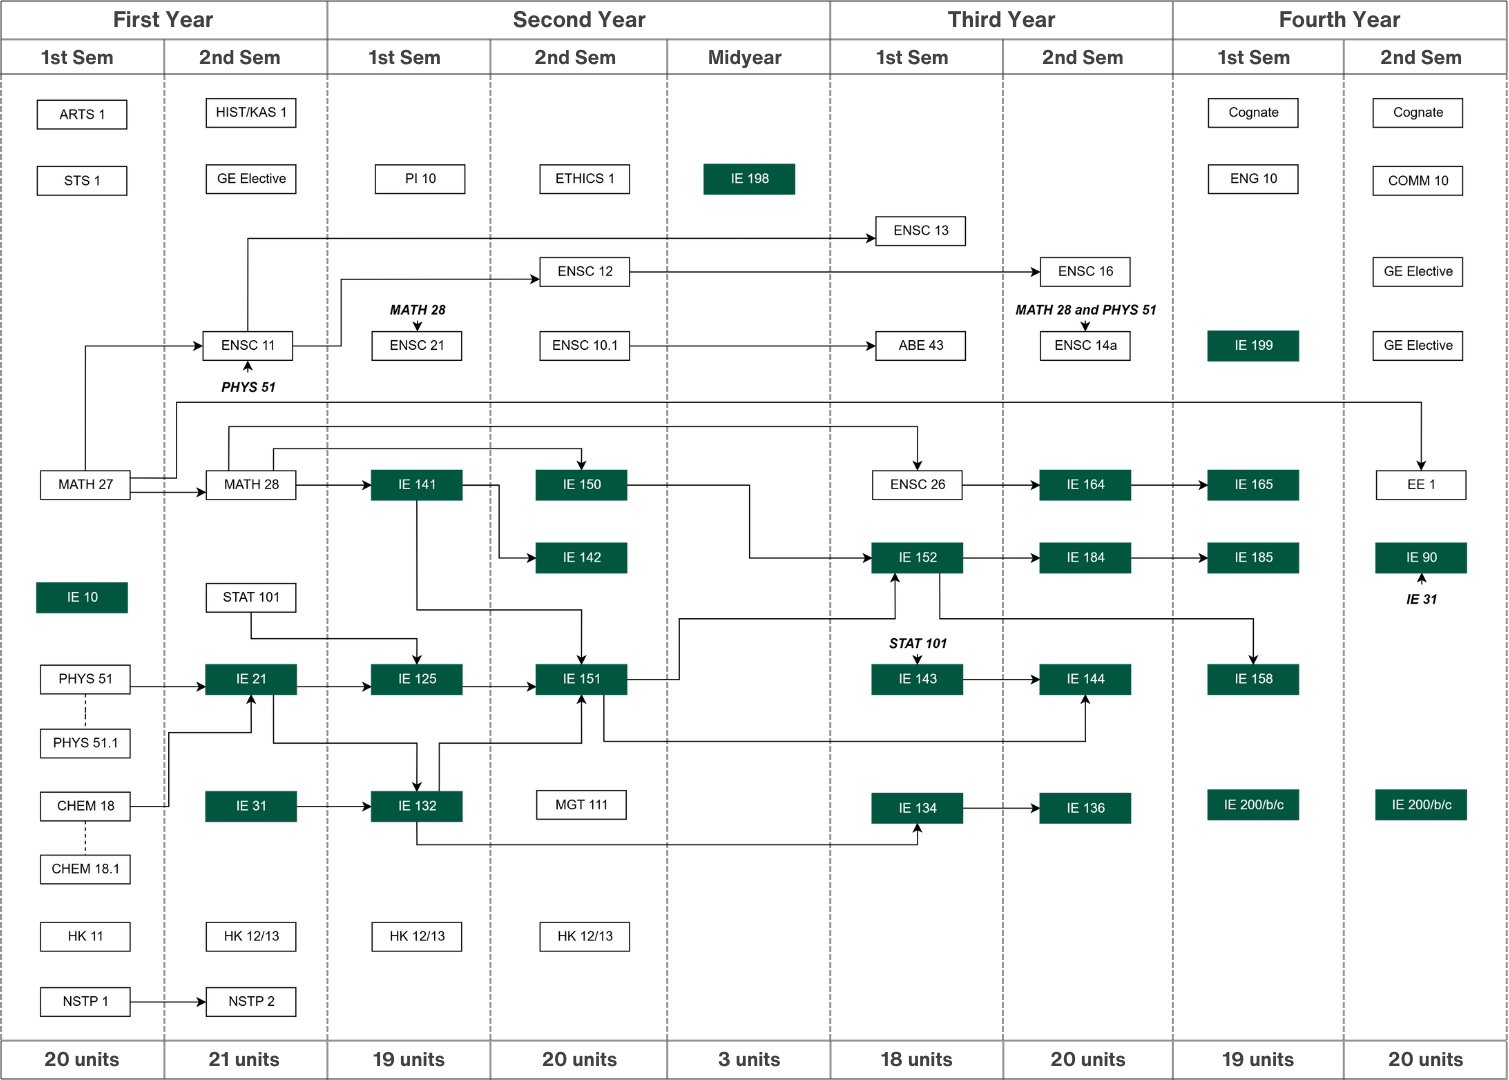 First Year
Second Year
Third Year
Fourth Year
1st Sem
2nd Sem
1st Sem
2nd Sem
Midyear
1st Sem
2nd Sem
1st Sem
2nd Sem
ARTS 1
HIST/KAS 1
Cognate
Cognate
STS 1
GE Elective
PI 10
ETHICS 1
IE 198
ENG 10
COMM 10
ENSC 13
ENSC 12
ENSC 16
GE Elective
MATH 28
MATH 28 and PHYS 51
ENSC 11
ENSC 21
ENSC 10.1
ABE 43
ENSC 14a
IE 199
GE Elective
PHYS 51
MATH 27
MATH 28
IE 141
IE 150
ENSC 26
IE 164
IE 165
EE 1
IE 142
IE 152
IE 184
IE 185
IE 90
IE 10
STAT 101
IE 31
STAT 101
PHYS 51
IE 21
IE 125
IE 151
IE 143
IE 144
IE 158
PHYS 51.1
CHEM 18
IE 31
IE 132
MGT 111
IE 134
IE 136
IE 200/b/c
IE 200/b/c
CHEM 18.1
HK 11
HK 12/13
HK 12/13
HK 12/13
NSTP 1
NSTP 2
20 units
21 units
19 units
20 units
3 units
18 units
20 units
19 units
20 units